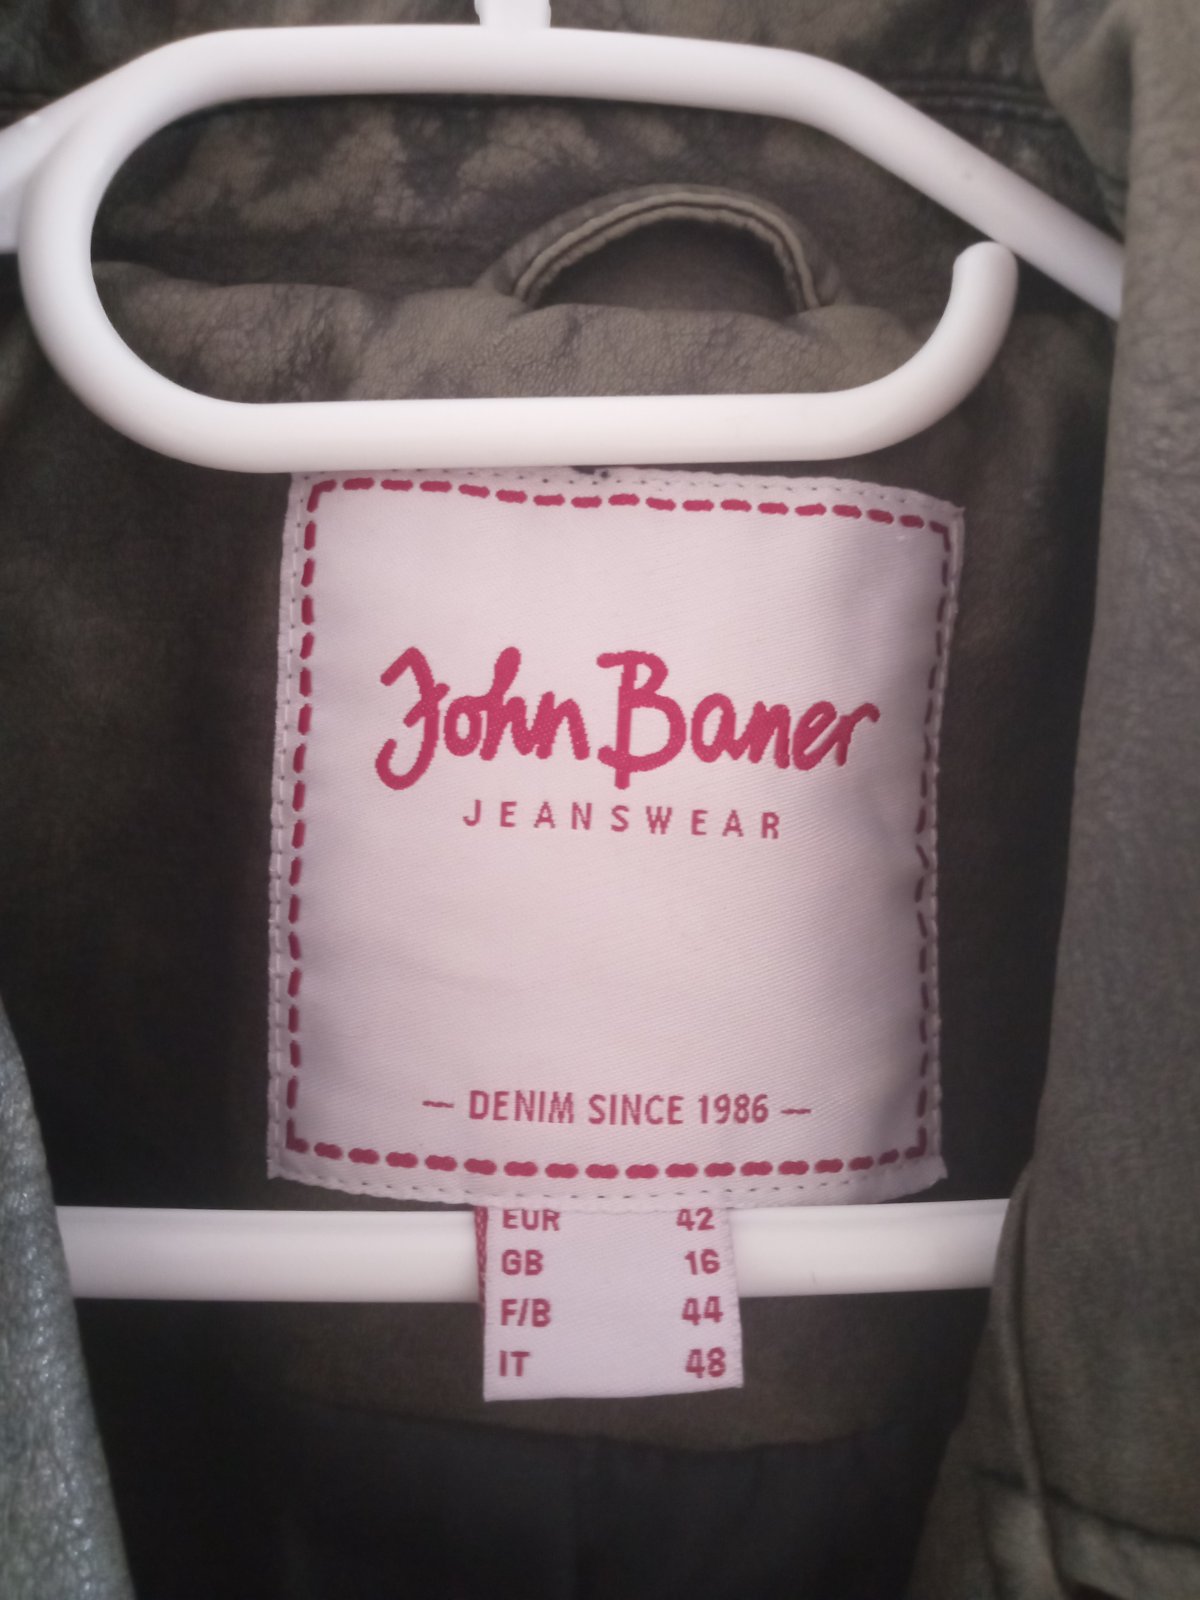 John Baner
JEANSWEAR
— DENIM SINCE 1986 —
EUR 42
GB 16
F/B 44
IT 48